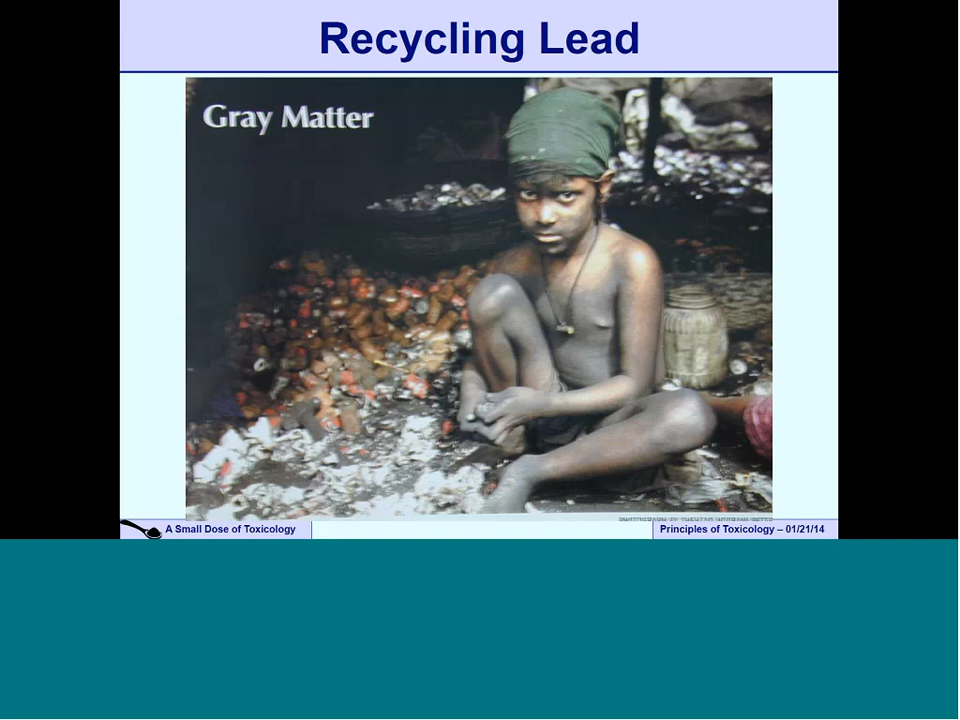 Recycling Lead
Gray Matter
A Small Dose of Toxicology
Principles of Toxicology – 01/21/14